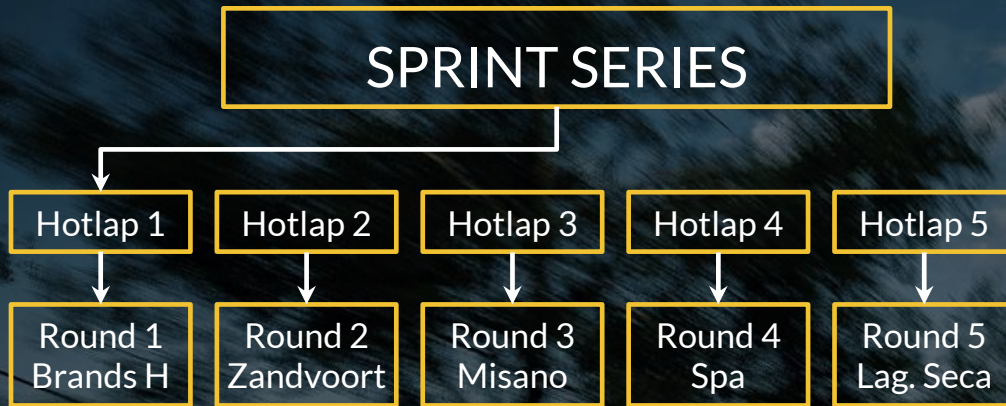 SPRINT SERIES
Hotlap 1
Hotlap 2
Hotlap 3
Hotlap 4
Hotlap 5
Round 1
Brands H
Round 2
Zandvoort
Round 3
Misano
Round 4
Spa
Round 5
Lag. Seca